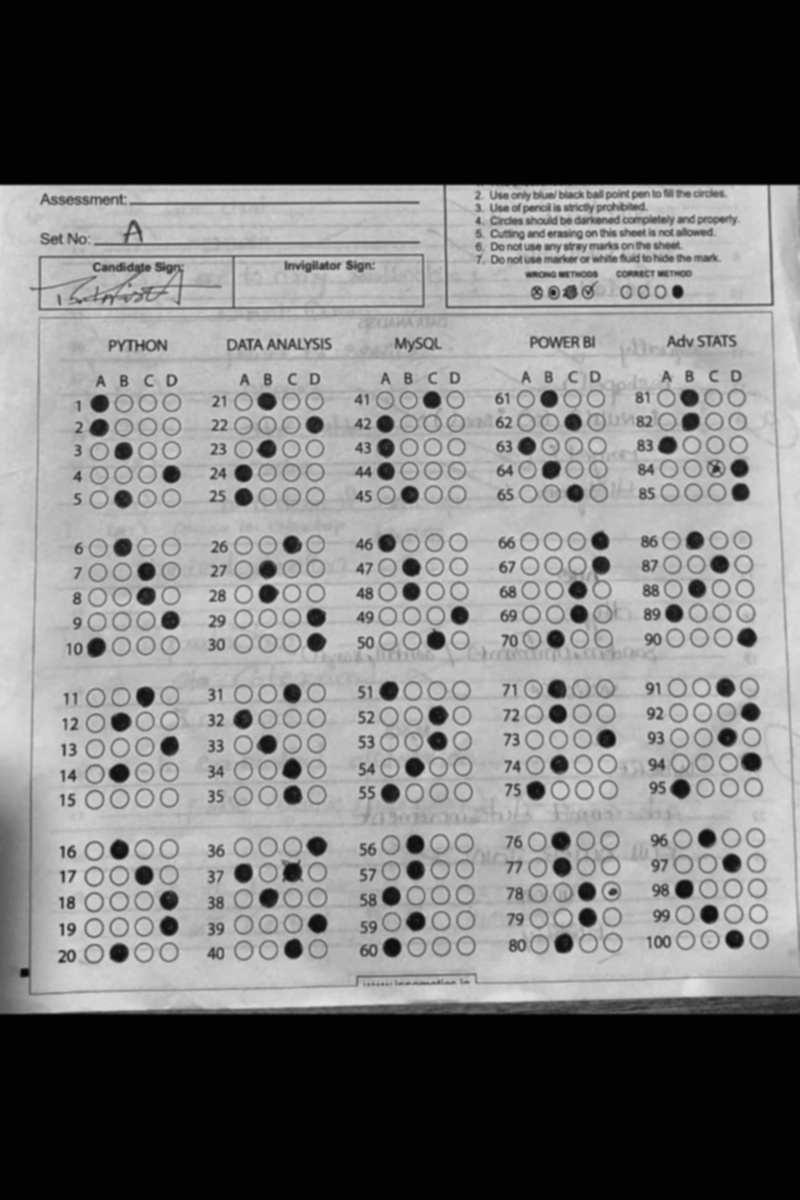 Assessment:
Set No: A
Candidate Sign:
Invigilator Sign:
2. Use only blue/ black ball point pen to fill the circles.
3. Use of pencil is strictly prohibited.
4. Circles should be darkened completely and properly.
5. Cutting and erasing on this sheet is not allowed.
6. Do not use any stray marks on the sheet.
7. Do not use marker or white fluid to hide the mark.
WRONG METHODS CORRECT METHOD
PYTHON DATA ANALYSIS MySQL POWER BI Adv STATS
A B C D A B C D A B C D A B C D A B C D
1 21 41 61 81
2 22 42 62 82
3 23 43 63 83
4 24 44 64 84
5 25 45 65 85
6 26 46 66 86
7 27 47 67 87
8 28 48 68 88
9 29 49 69 89
10 30 50 70 90
11 31 51 71 91
12 32 52 72 92
13 33 53 73 93
14 34 54 74 94
15 35 55 75 95
16 36 56 76 96
17 37 57 77 97
18 38 58 78 98
19 39 59 79 99
20 40 60 80 100